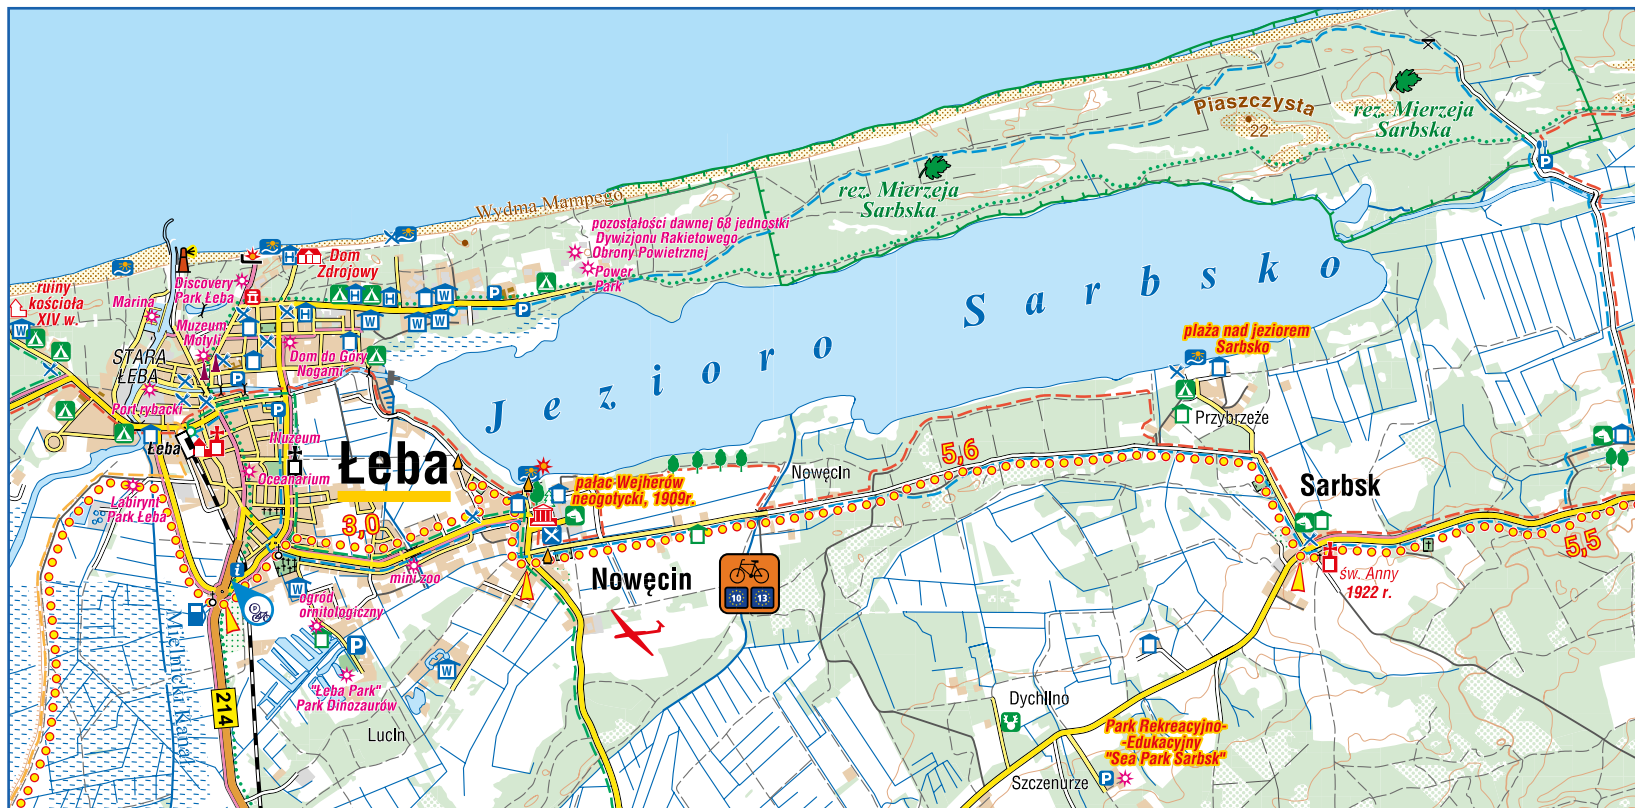 Piaszczysta
22
rez. Mierzeja
Sarbska
rez. Mierzeja
Sarbska
Wydma Mampego
pozostałości dawnej 68 jednostki
Dywizjonu Rakietowego
Obrony Powietrznej
Power
Park
Dom
Zdrojowy
Discovery
Park Łeba
ruiny
kościoła
XIV w.
Marina
Muzeum
Motyli
STARA
ŁEBA
Dom do Góry
Nogami
Port rybacki
Łeba
Muzeum
Oceanarium
Labirynt
Park Łeba
Łeba
Jezioro Sarbsko
plaża nad jeziorem
Sarbsko
Przybrzeże
5,6
Nowęcin
pałac Wejherów
neogotycki, 1909r.
Sarbsk
3,0
5,5
mini zoo
Nowęcin
10
13
św. Anny
1922 r.
ogród
ornitologiczny
Mielnicki Kanał
214
"Łeba Park"
Park Dinozaurów
Lucin
Dychlino
Park Rekreacyjno-
-Edukacyjny
"Sea Park Sarbsk"
Szczenurze
P
P
P
P
P
P
P
P
H
H
H
H
W
W
W
W
W
W
W
i